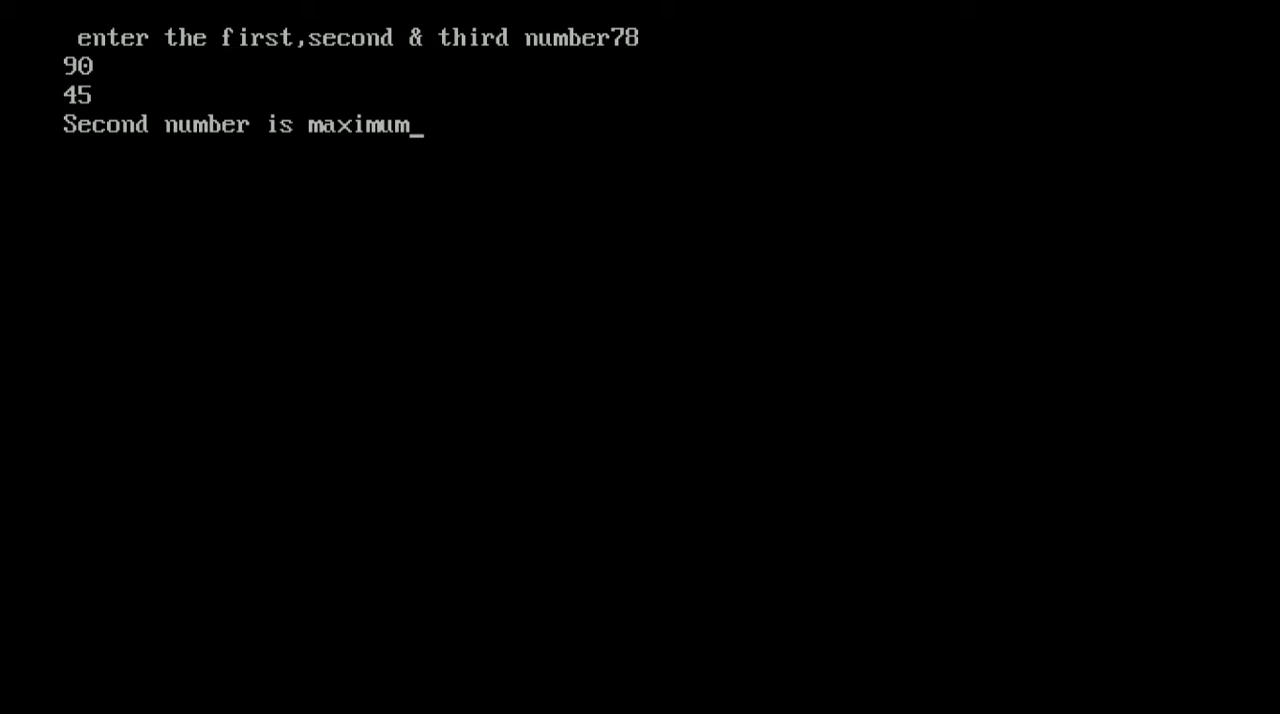 enter the first,second & third number78
90
45
Second number is maximum_